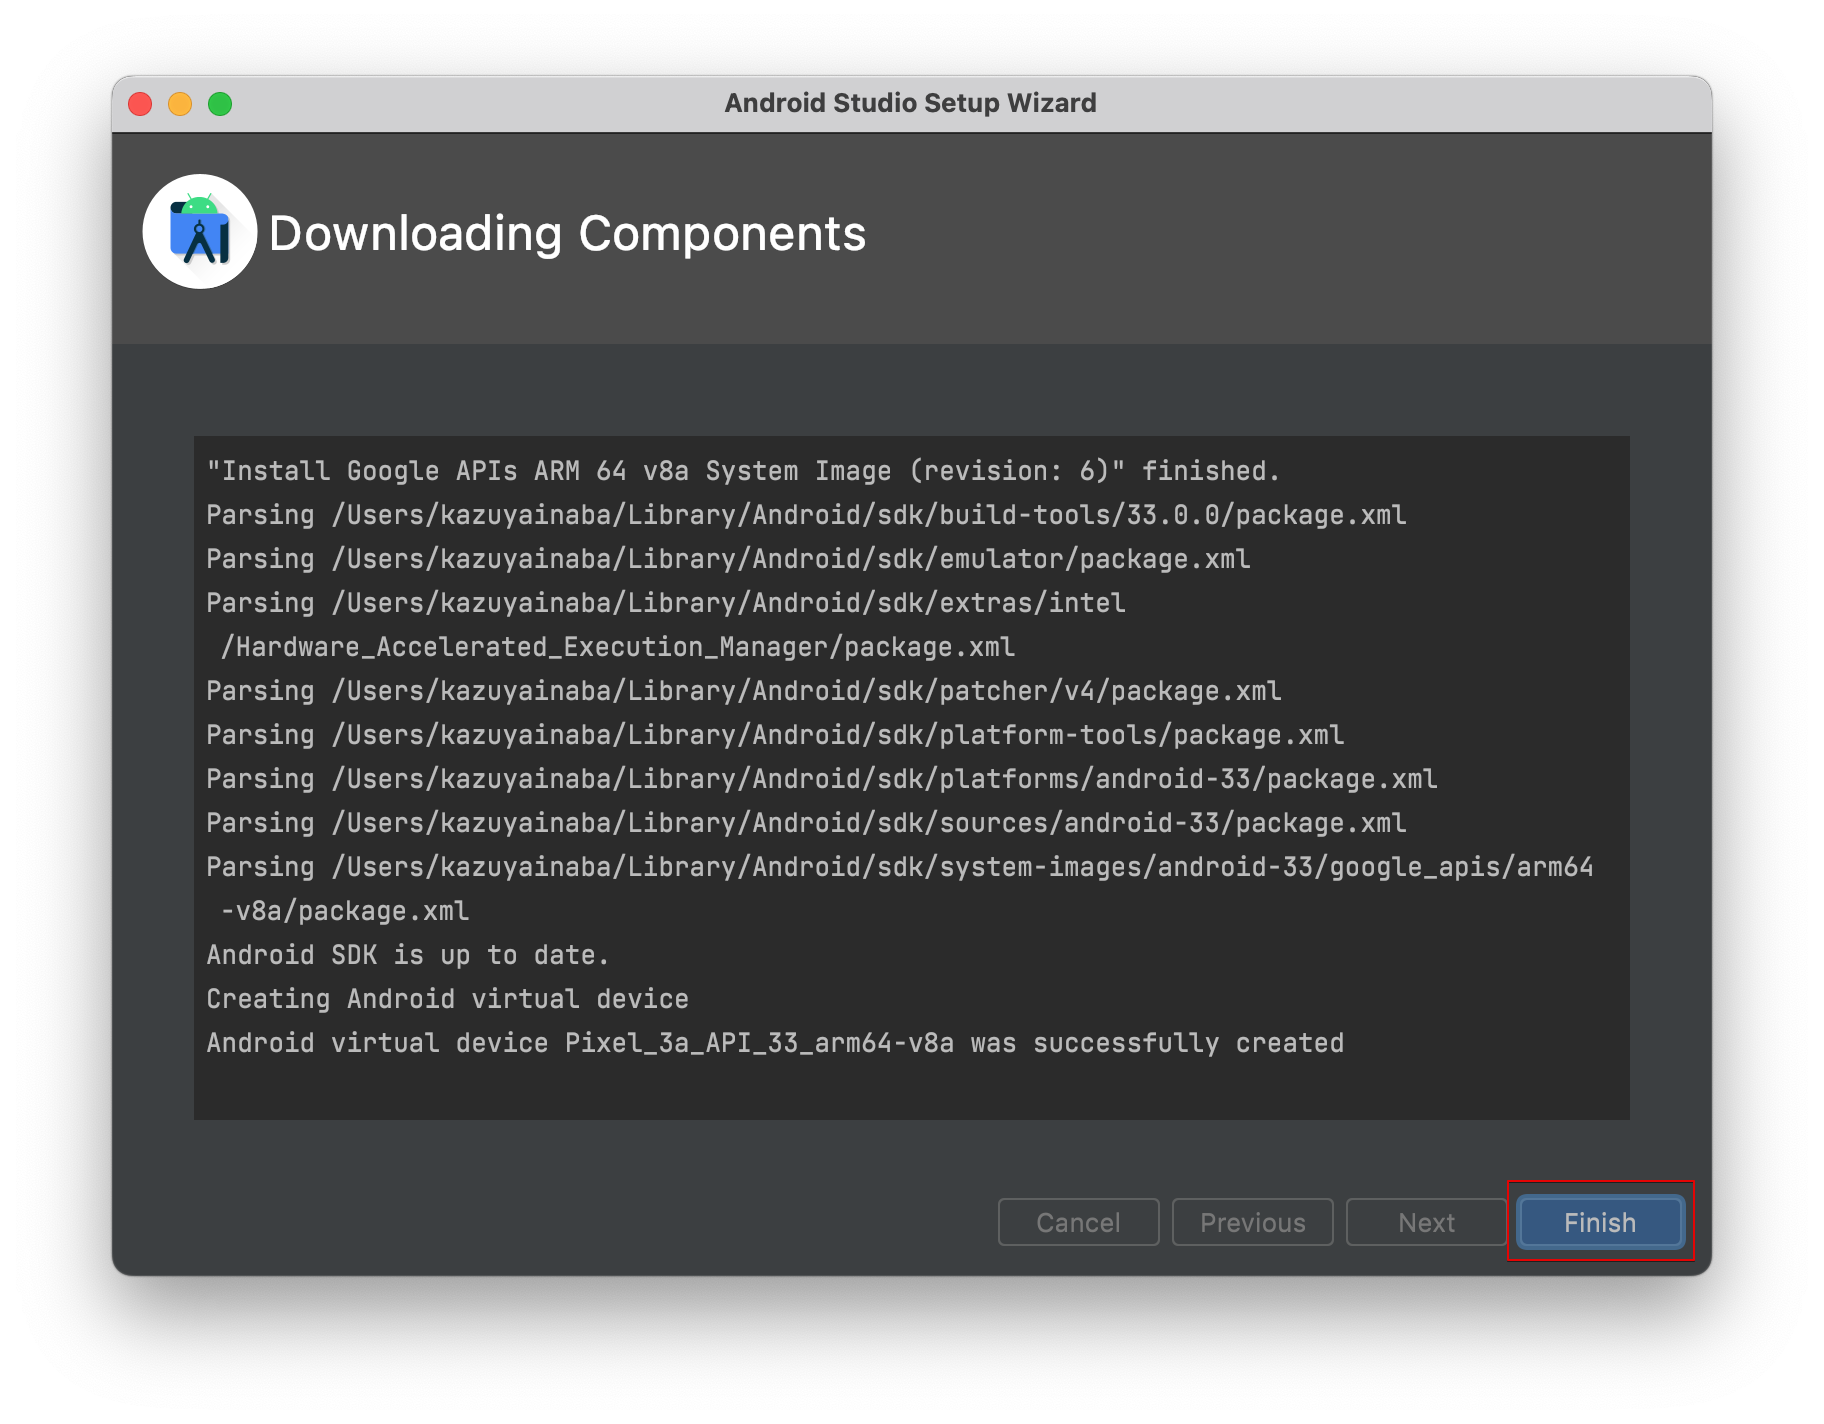 Android Studio Setup Wizard
Downloading Components
"Install Google APIs ARM 64 v8a System Image (revision: 6)" finished.
Parsing /Users/kazuyainaba/Library/Android/sdk/build-tools/33.0.0/package.xml
Parsing /Users/kazuyainaba/Library/Android/sdk/emulator/package.xml
Parsing /Users/kazuyainaba/Library/Android/sdk/extras/intel
/Hardware_Accelerated_Execution_Manager/package.xml
Parsing /Users/kazuyainaba/Library/Android/sdk/patcher/v4/package.xml
Parsing /Users/kazuyainaba/Library/Android/sdk/platform-tools/package.xml
Parsing /Users/kazuyainaba/Library/Android/sdk/platforms/android-33/package.xml
Parsing /Users/kazuyainaba/Library/Android/sdk/sources/android-33/package.xml
Parsing /Users/kazuyainaba/Library/Android/sdk/system-images/android-33/google_apis/arm64
-v8a/package.xml
Android SDK is up to date.
Creating Android virtual device
Android virtual device Pixel_3a_API_33_arm64-v8a was successfully created
Cancel Previous Next Finish